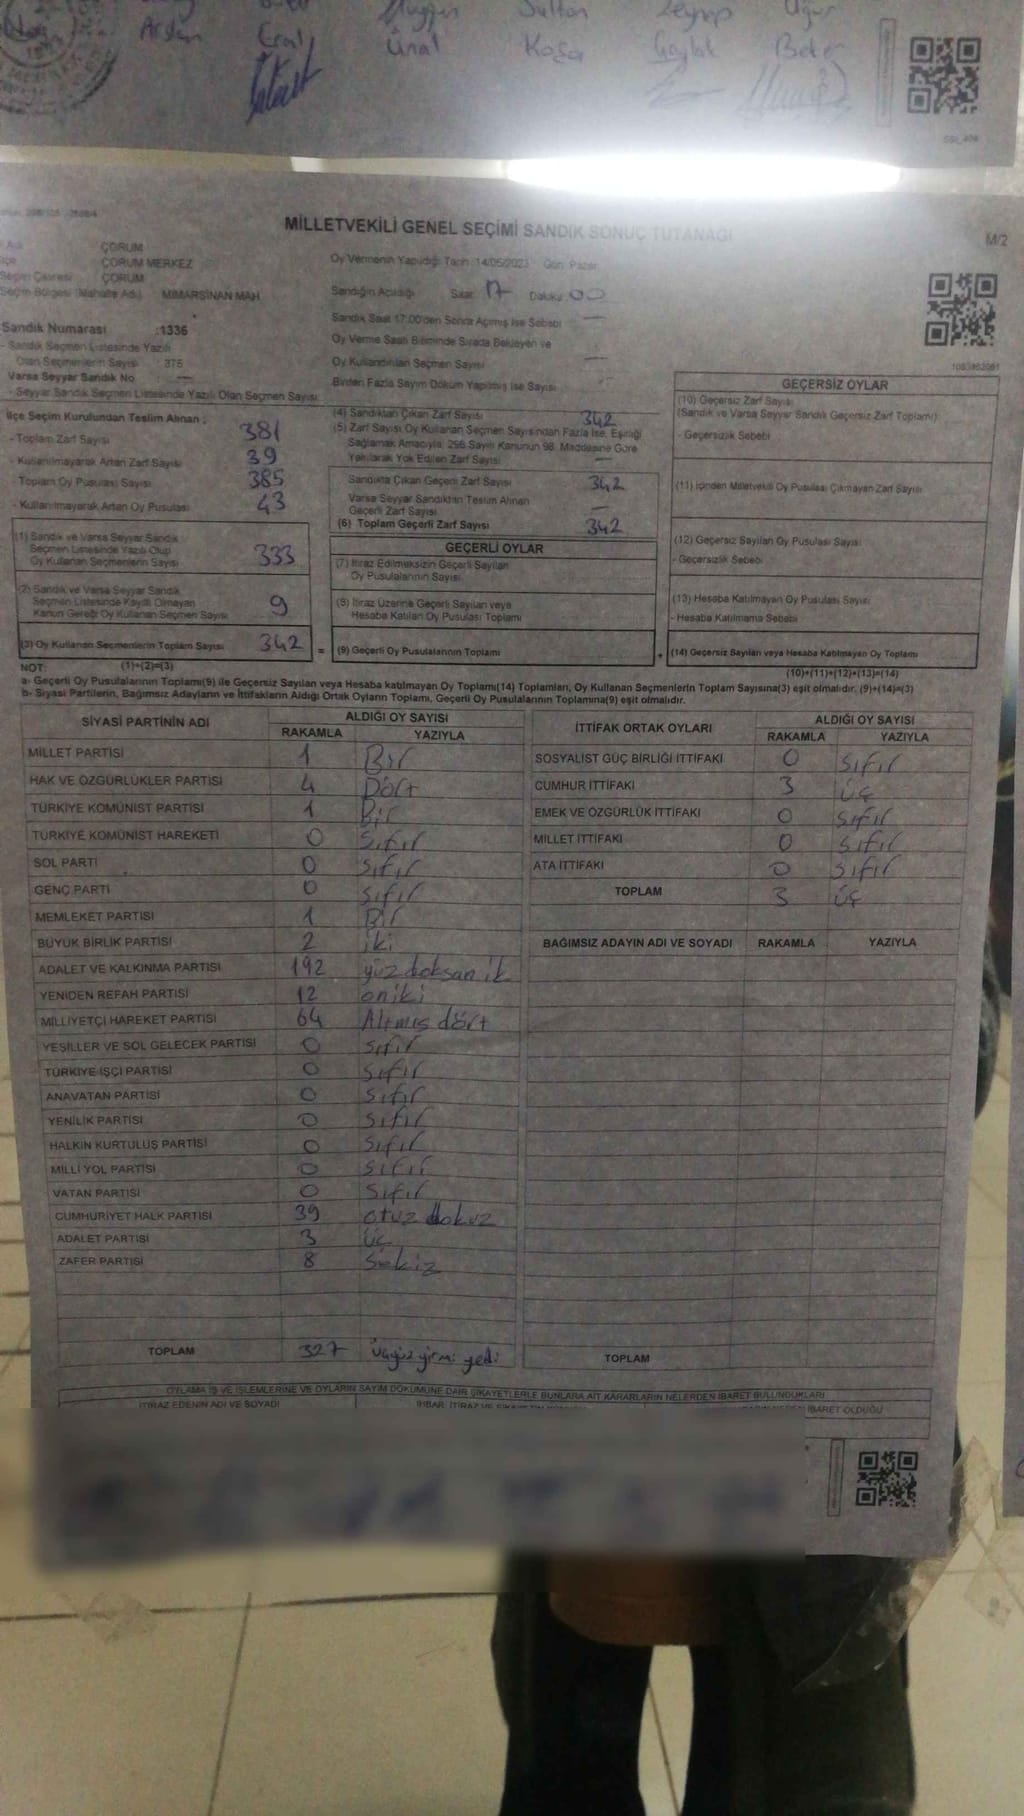 Arslan Eral Ünal Sultan Koşar Zeynep Uğur
MİLLETVEKİLİ GENEL SEÇİMİ SANDIK SONUÇ TUTANAĞI
M/2
ÇORUM
ÇORUM MERKEZ
Seçim Çevresi ÇORUM
Seçim Bölgesi (Mahalle Adı) MİMARSİNAN MAH
Oy Vermenin Yapıldığı Tarih: 14/05/2023 Gün: Pazar
Sandığın Açıldığı Saat: 17 Dakika: 00
Sandık Saat 17:00'den Sonra Açılmış İse Sebebi —
Oy Verme Saati Bitiminde Sırada Bekleyen ve
Oy Kullandırılan Seçmen Sayısı —
Birden Fazla Sayım Döküm Yapılmış İse Sayısı
Sandık Numarası :1336
- Sandık Seçmen Listesinde Yazılı
Olan Seçmenlerin Sayısı 375
Varsa Seyyar Sandık No —
- Seyyar Sandık Seçmen Listesinde Yazılı Olan Seçmen Sayısı
İlçe Seçim Kurulundan Teslim Alınan ;
- Toplam Zarf Sayısı 381
- Kullanılmayarak Artan Zarf Sayısı 39
- Toplam Oy Pusulası Sayısı 385
- Kullanılmayarak Artan Oy Pusulası 43
(1) Sandık ve Varsa Seyyar Sandık
Seçmen Listesinde Yazılı Olup
Oy Kullanan Seçmenlerin Sayısı 333
(2) Sandık ve Varsa Seyyar Sandık
Seçmen Listesinde Kayıtlı Olmayan
Kanun Gereği Oy Kullanan Seçmen Sayısı 9
(3) Oy Kullanan Seçmenlerin Toplam Sayısı 342
(4) Sandıktan Çıkan Zarf Sayısı 342
(5) Zarf Sayısı Oy Kullanan Seçmen Sayısından Fazla İse, Eşitliği
Sağlamak Amacıyla, 298 Sayılı Kanunun 98. Maddesine Göre
Yakılarak Yok Edilen Zarf Sayısı —
Sandıkta Çıkan Geçerli Zarf Sayısı 342
Varsa Seyyar Sandıktan Teslim Alınan
Geçerli Zarf Sayısı —
(6) Toplam Geçerli Zarf Sayısı 342
GEÇERLİ OYLAR
(7) İtiraz Edilmeksizin Geçerli Sayılan
Oy Pusulalarının Sayısı
(8) İtiraz Üzerine Geçerli Sayılan veya
Hesaba Katılan Oy Pusulası Toplamı
= (9) Geçerli Oy Pusulalarının Toplamı
GEÇERSİZ OYLAR
(10) Geçersiz Zarf Sayısı
(Sandık ve Varsa Seyyar Sandık Geçersiz Zarf Toplamı)
- Geçersizlik Sebebi
(11) İçinden Milletvekili Oy Pusulası Çıkmayan Zarf Sayısı
(12) Geçersiz Sayılan Oy Pusulası Sayısı
- Geçersizlik Sebebi
(13) Hesaba Katılmayan Oy Pusulası Sayısı
- Hesaba Katılmama Sebebi
+ (14) Geçersiz Sayılan veya Hesaba Katılmayan Oy Toplamı
NOT: (1)+(2)=(3) (10)+(11)+(12)+(13)=(14)
a- Geçerli Oy Pusulaları Toplamı(9) ile Geçersiz Sayılan veya Hesaba katılmayan Oy Toplamı(14) Toplamları, Oy Kullanan Seçmenlerin Toplam Sayısına(3) eşit olmalıdır. (9)+(14)=(3)
b- Siyasi Partilerin, Bağımsız Adayların ve İttifakların Aldığı Ortak Oyların Toplamı, Geçerli Oy Pusulalarının Toplamına(9) eşit olmalıdır.
SİYASİ PARTİNİN ADI ALDIĞI OY SAYISI
RAKAMLA YAZIYLA
MİLLET PARTİSİ 1 Bir
HAK VE ÖZGÜRLÜKLER PARTİSİ 4 Dört
TÜRKİYE KOMÜNİST PARTİSİ 1 Bir
TÜRKİYE KOMÜNİST HAREKETİ 0 Sıfır
SOL PARTİ 0 sıfır
GENÇ PARTİ 0 sıfır
MEMLEKET PARTİSİ 1 Bir
BÜYÜK BİRLİK PARTİSİ 2 iki
ADALET VE KALKINMA PARTİSİ 192 yüz doksan ik
YENİDEN REFAH PARTİSİ 12 oniki
MİLLİYETÇİ HAREKET PARTİSİ 64 Altmış dört
YEŞİLLER VE SOL GELECEK PARTİSİ 0 sıfır
TÜRKİYE İŞÇİ PARTİSİ 0 sıfır
ANAVATAN PARTİSİ 0 sıfır
YENİLİK PARTİSİ 0 sıfır
HALKIN KURTULUŞ PARTİSİ 0 sıfır
MİLLİ YOL PARTİSİ 0 sıfır
VATAN PARTİSİ 0 sıfır
CUMHURİYET HALK PARTİSİ 39 otuz dokuz
ADALET PARTİSİ 3 üç
ZAFER PARTİSİ 8 Sekiz
TOPLAM 327 üçyüz yirmi yedi
İTTİFAK ORTAK OYLARI ALDIĞI OY SAYISI
RAKAMLA YAZIYLA
SOSYALİST GÜÇ BİRLİĞİ İTTİFAKI 0 sıfır
CUMHUR İTTİFAKI 3 üç
EMEK VE ÖZGÜRLÜK İTTİFAKI 0 sıfır
MİLLET İTTİFAKI 0 sıfır
ATA İTTİFAKI 0 sıfır
TOPLAM 3 üç
BAĞIMSIZ ADAYIN ADI VE SOYADI RAKAMLA YAZIYLA
TOPLAM
OYLAMA İŞ VE İŞLEMLERİNE VE OYLARIN SAYIM DÖKÜMÜNE DAİR ŞİKAYETLERLE BUNLARA AİT KARARLARIN NELERDEN İBARET BULUNDUKLARI
İTİRAZ EDENİN ADI VE SOYADI
İBARET OLDUĞU